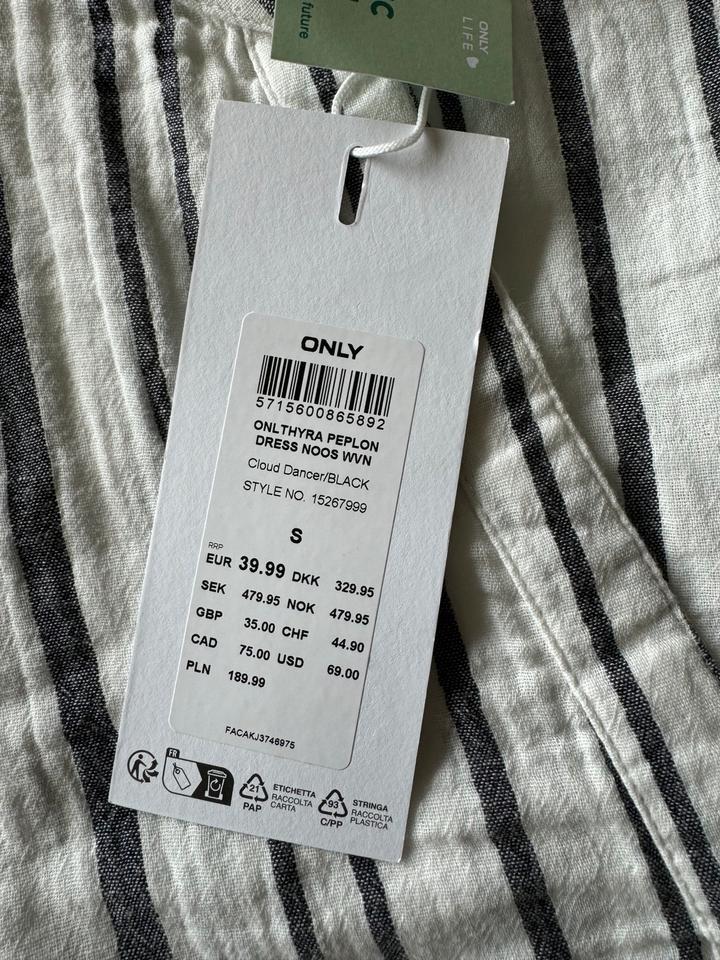 future
ONLY
LIFE
ONLY
5715600865892
ONLTHYRA PEPLON
DRESS NOOS WVN
Cloud Dancer/BLACK
STYLE NO. 15267999
S
RRP
EUR 39.99 DKK 329.95
SEK 479.95 NOK 479.95
GBP 35.00 CHF 44.90
CAD 75.00 USD 69.00
PLN 189.99
FACAKJ3746975
FR
21
PAP
ETICHETTA
RACCOLTA
CARTA
93
C/PP
STRINGA
RACCOLTA
PLASTICA